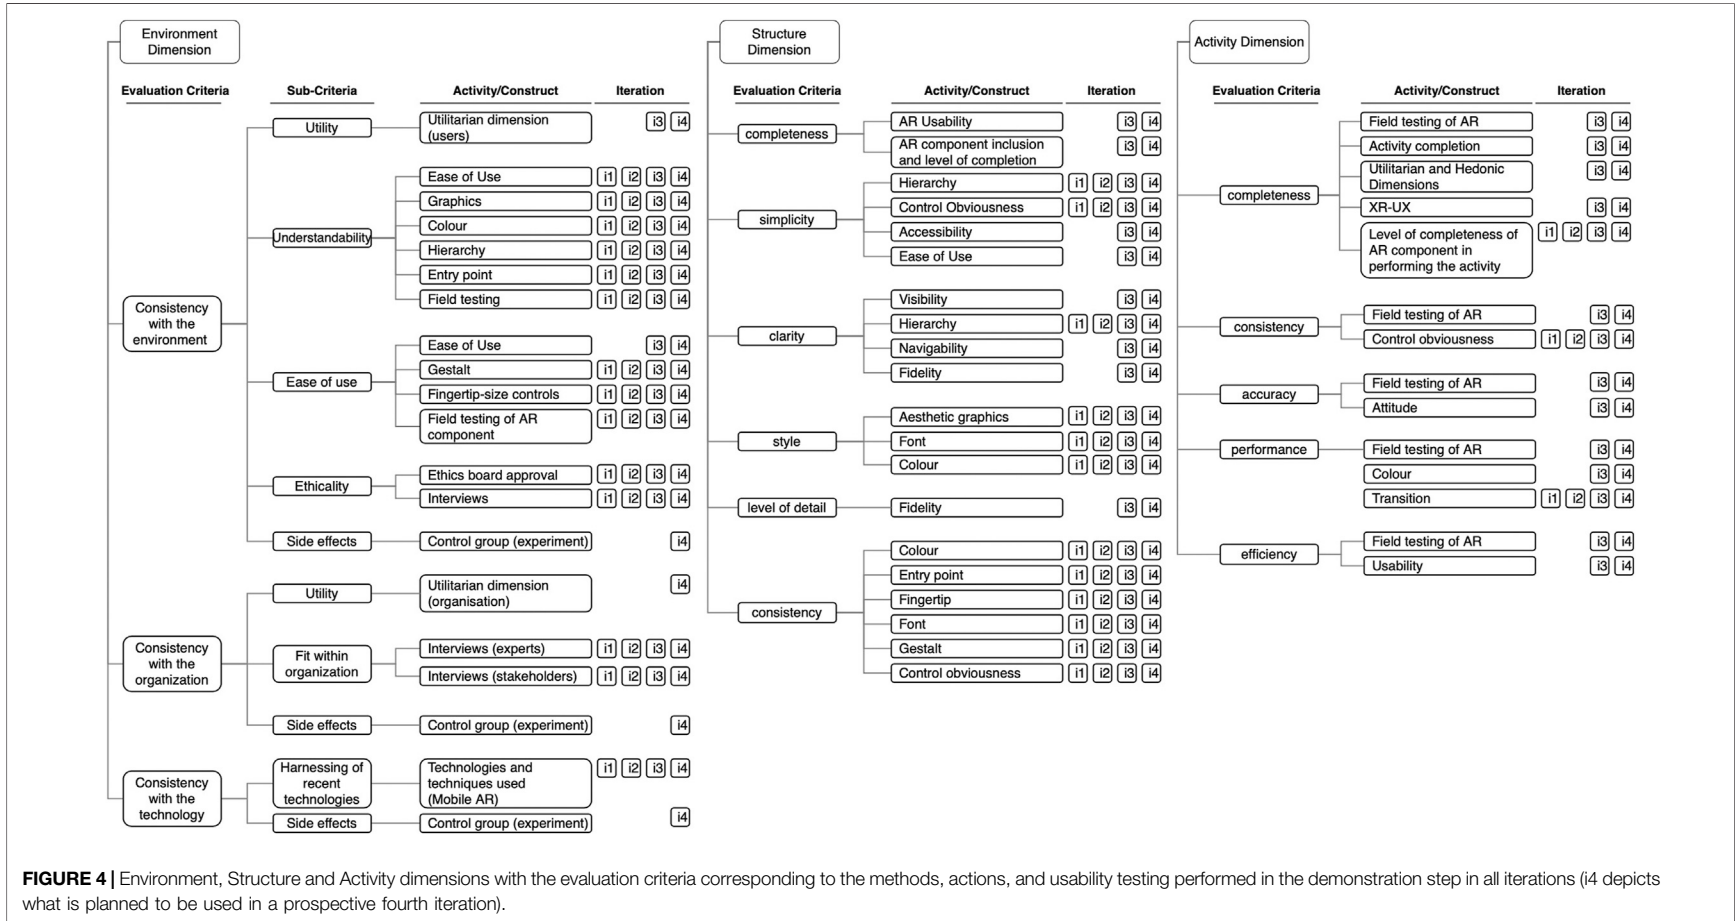 Environment
Dimension
Evaluation Criteria
Sub-Criteria
Activity/Construct
Iteration
Consistency
with the
environment
Utility
Utilitarian dimension
(users)
i3 i4
Understandability
Ease of Use
i1 i2 i3 i4
Graphics
i1 i2 i3 i4
Colour
i1 i2 i3 i4
Hierarchy
i1 i2 i3 i4
Entry point
i1 i2 i3 i4
Field testing
i1 i2 i3 i4
Ease of use
Ease of Use
i3 i4
Gestalt
i1 i2 i3 i4
Fingertip-size controls
i1 i2 i3 i4
Field testing of AR
component
i1 i2 i3 i4
Ethicality
Ethics board approval
i1 i2 i3 i4
Interviews
i1 i2 i3 i4
Side effects
Control group (experiment)
i4
Consistency
with the
organization
Utility
Utilitarian dimension
(organisation)
i4
Fit within
organization
Interviews (experts)
i1 i2 i3 i4
Interviews (stakeholders)
i1 i2 i3 i4
Side effects
Control group (experiment)
i4
Consistency
with the
technology
Harnessing of
recent
technologies
Technologies and
techniques used
(Mobile AR)
i1 i2 i3 i4
Side effects
Control group (experiment)
i4
Structure
Dimension
Evaluation Criteria
Activity/Construct
Iteration
completeness
AR Usability
i3 i4
AR component inclusion
and level of completion
i3 i4
simplicity
Hierarchy
i1 i2 i3 i4
Control Obviousness
i1 i2 i3 i4
Accessibility
i3 i4
Ease of Use
i3 i4
clarity
Visibility
i3 i4
Hierarchy
i1 i2 i3 i4
Navigability
i3 i4
Fidelity
i3 i4
style
Aesthetic graphics
i1 i2 i3 i4
Font
i1 i2 i3 i4
Colour
i1 i2 i3 i4
level of detail
Fidelity
i3 i4
consistency
Colour
i1 i2 i3 i4
Entry point
i1 i2 i3 i4
Fingertip
i1 i2 i3 i4
Font
i1 i2 i3 i4
Gestalt
i1 i2 i3 i4
Control obviousness
i1 i2 i3 i4
Activity Dimension
Evaluation Criteria
Activity/Construct
Iteration
completeness
Field testing of AR
i3 i4
Activity completion
i3 i4
Utilitarian and Hedonic
Dimensions
i3 i4
XR-UX
i3 i4
Level of completeness of
AR component in
performing the activity
i1 i2 i3 i4
consistency
Field testing of AR
i3 i4
Control obviousness
i1 i2 i3 i4
accuracy
Field testing of AR
i3 i4
Attitude
i3 i4
performance
Field testing of AR
i3 i4
Colour
i3 i4
Transition
i1 i2 i3 i4
efficiency
Field testing of AR
i3 i4
Usability
i3 i4
FIGURE 4 | Environment, Structure and Activity dimensions with the evaluation criteria corresponding to the methods, actions, and usability testing performed in the demonstration step in all iterations (i4 depicts
what is planned to be used in a prospective fourth iteration).